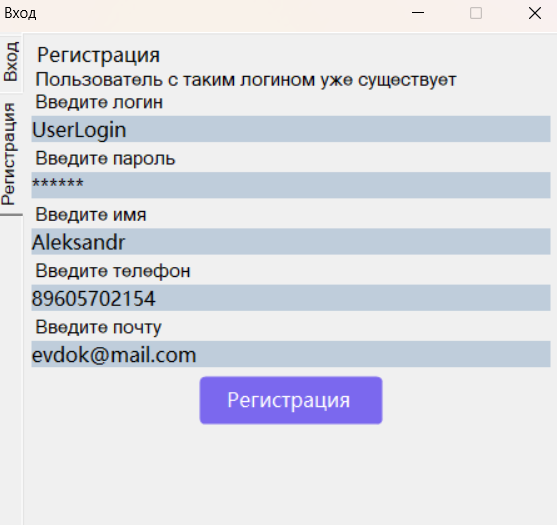 Вход
Вход
Регистрация
Регистрация
Пользователь с таким логином уже существует
Введите логин
UserLogin
Введите пароль
******
Введите имя
Aleksandr
Введите телефон
89605702154
Введите почту
evdok@mail.com
Регистрация